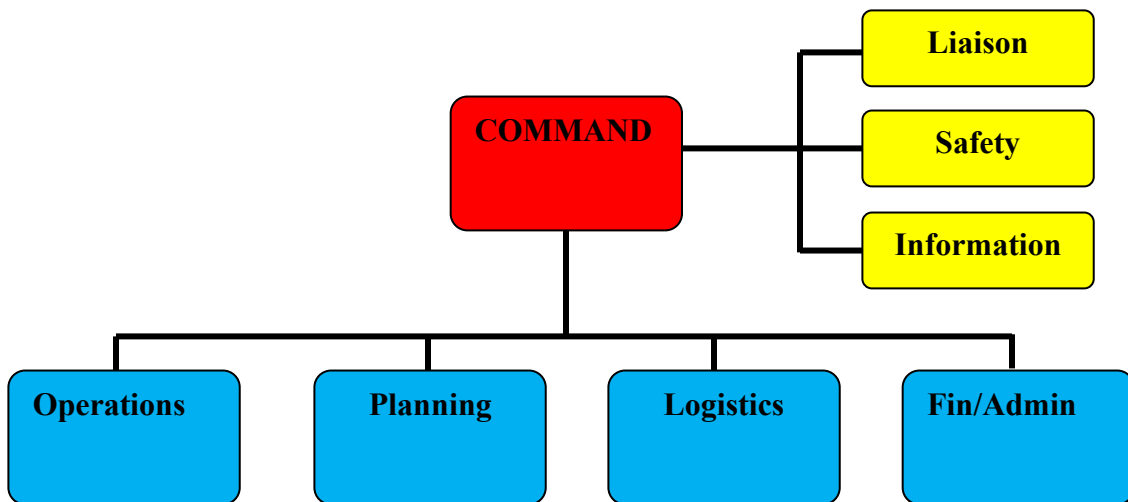 Liaison
COMMAND
Safety
Information
Operations
Planning
Logistics
Fin/Admin